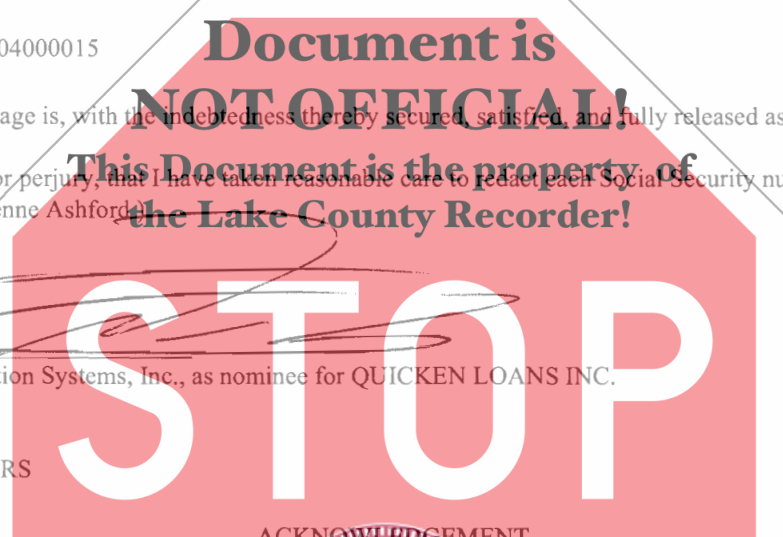 Document is
04000015
NOT OFFICIAL!
age is, with the indebtedness thereby secured, satisfied, and fully released as
This Document is the property of
or perjury, that I have taken reasonable care to redact each Social Security nu
the Lake County Recorder!
enne Ashford)
STOP
tion Systems, Inc., as nominee for QUICKEN LOANS INC.
RS
ACKNOWLEDGEMENT